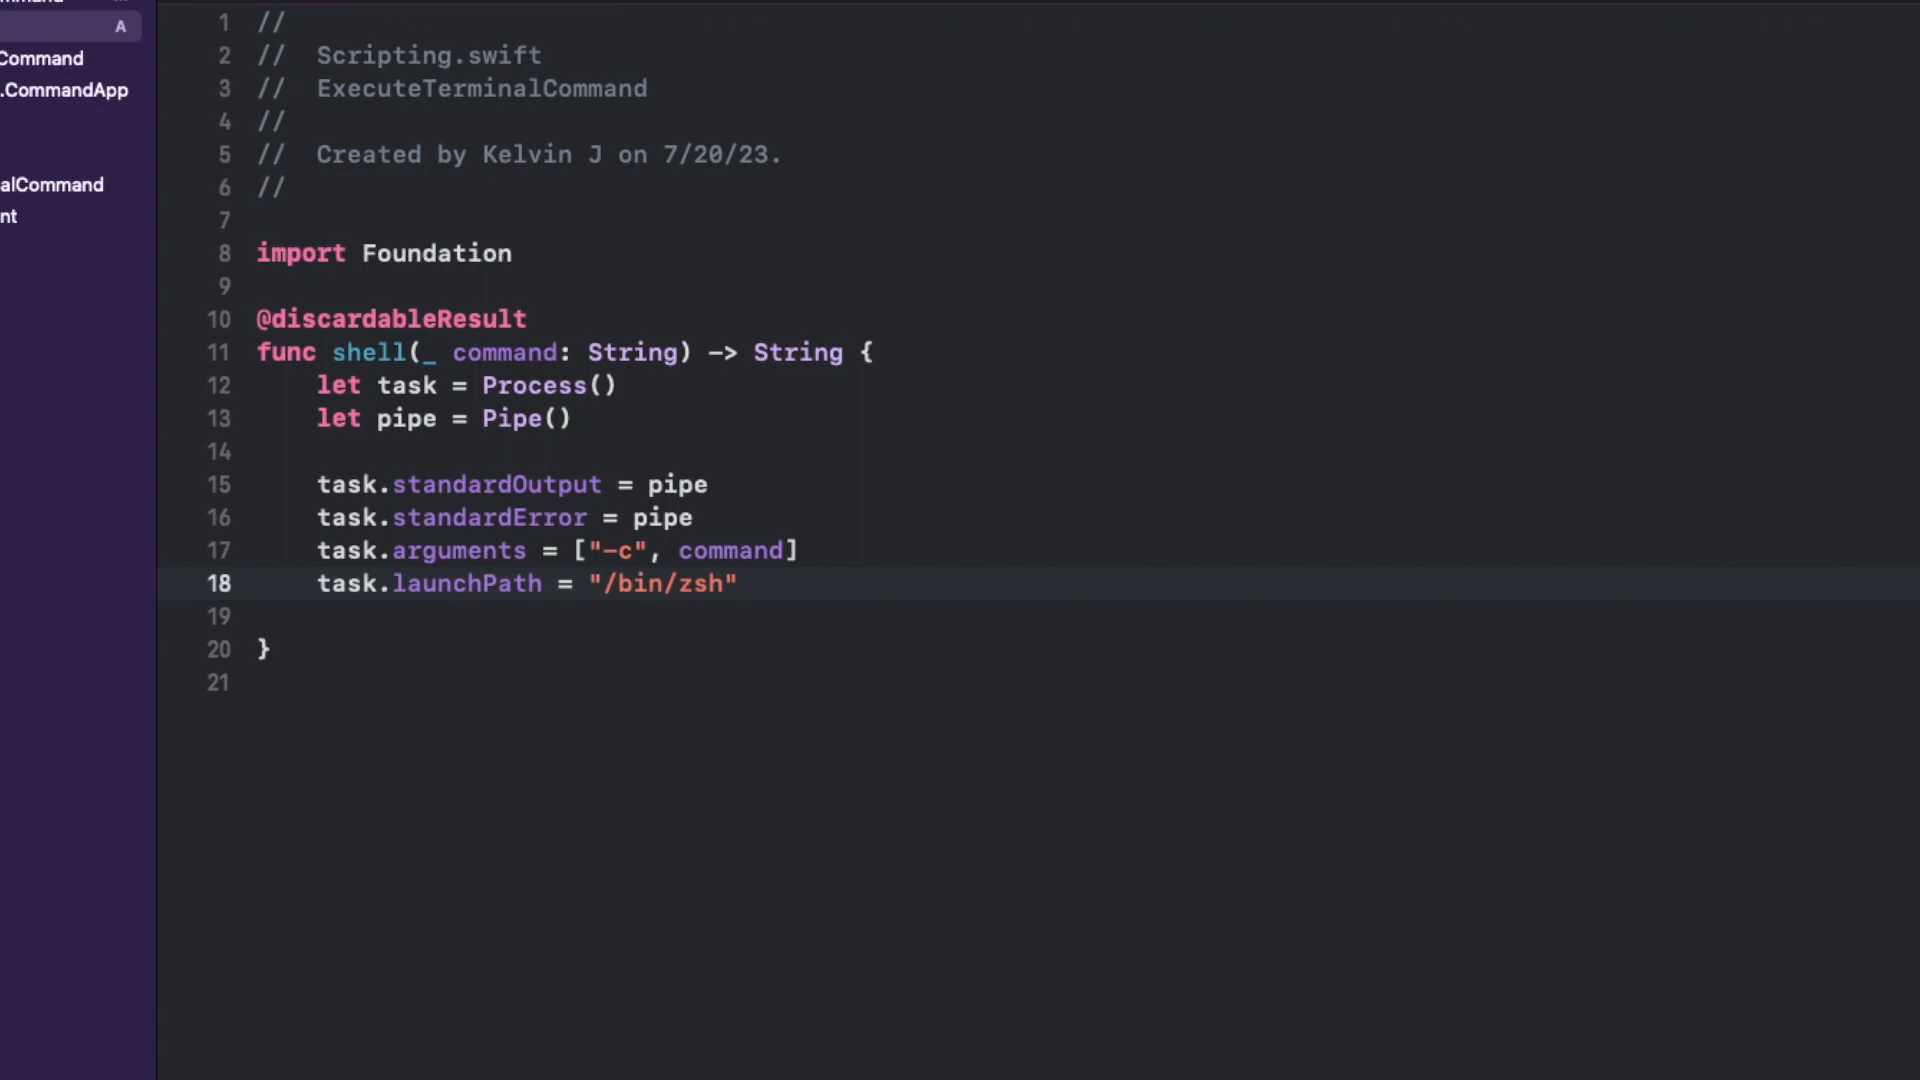 A
Command
.CommandApp
alCommand
nt
1 //
2 //  Scripting.swift
3 //  ExecuteTerminalCommand
4 //
5 //  Created by Kelvin J on 7/20/23.
6 //
7
8 import Foundation
9
10 @discardableResult
11 func shell(_ command: String) -> String {
12     let task = Process()
13     let pipe = Pipe()
14
15     task.standardOutput = pipe
16     task.standardError = pipe
17     task.arguments = ["-c", command]
18     task.launchPath = "/bin/zsh"
19
20 }
21